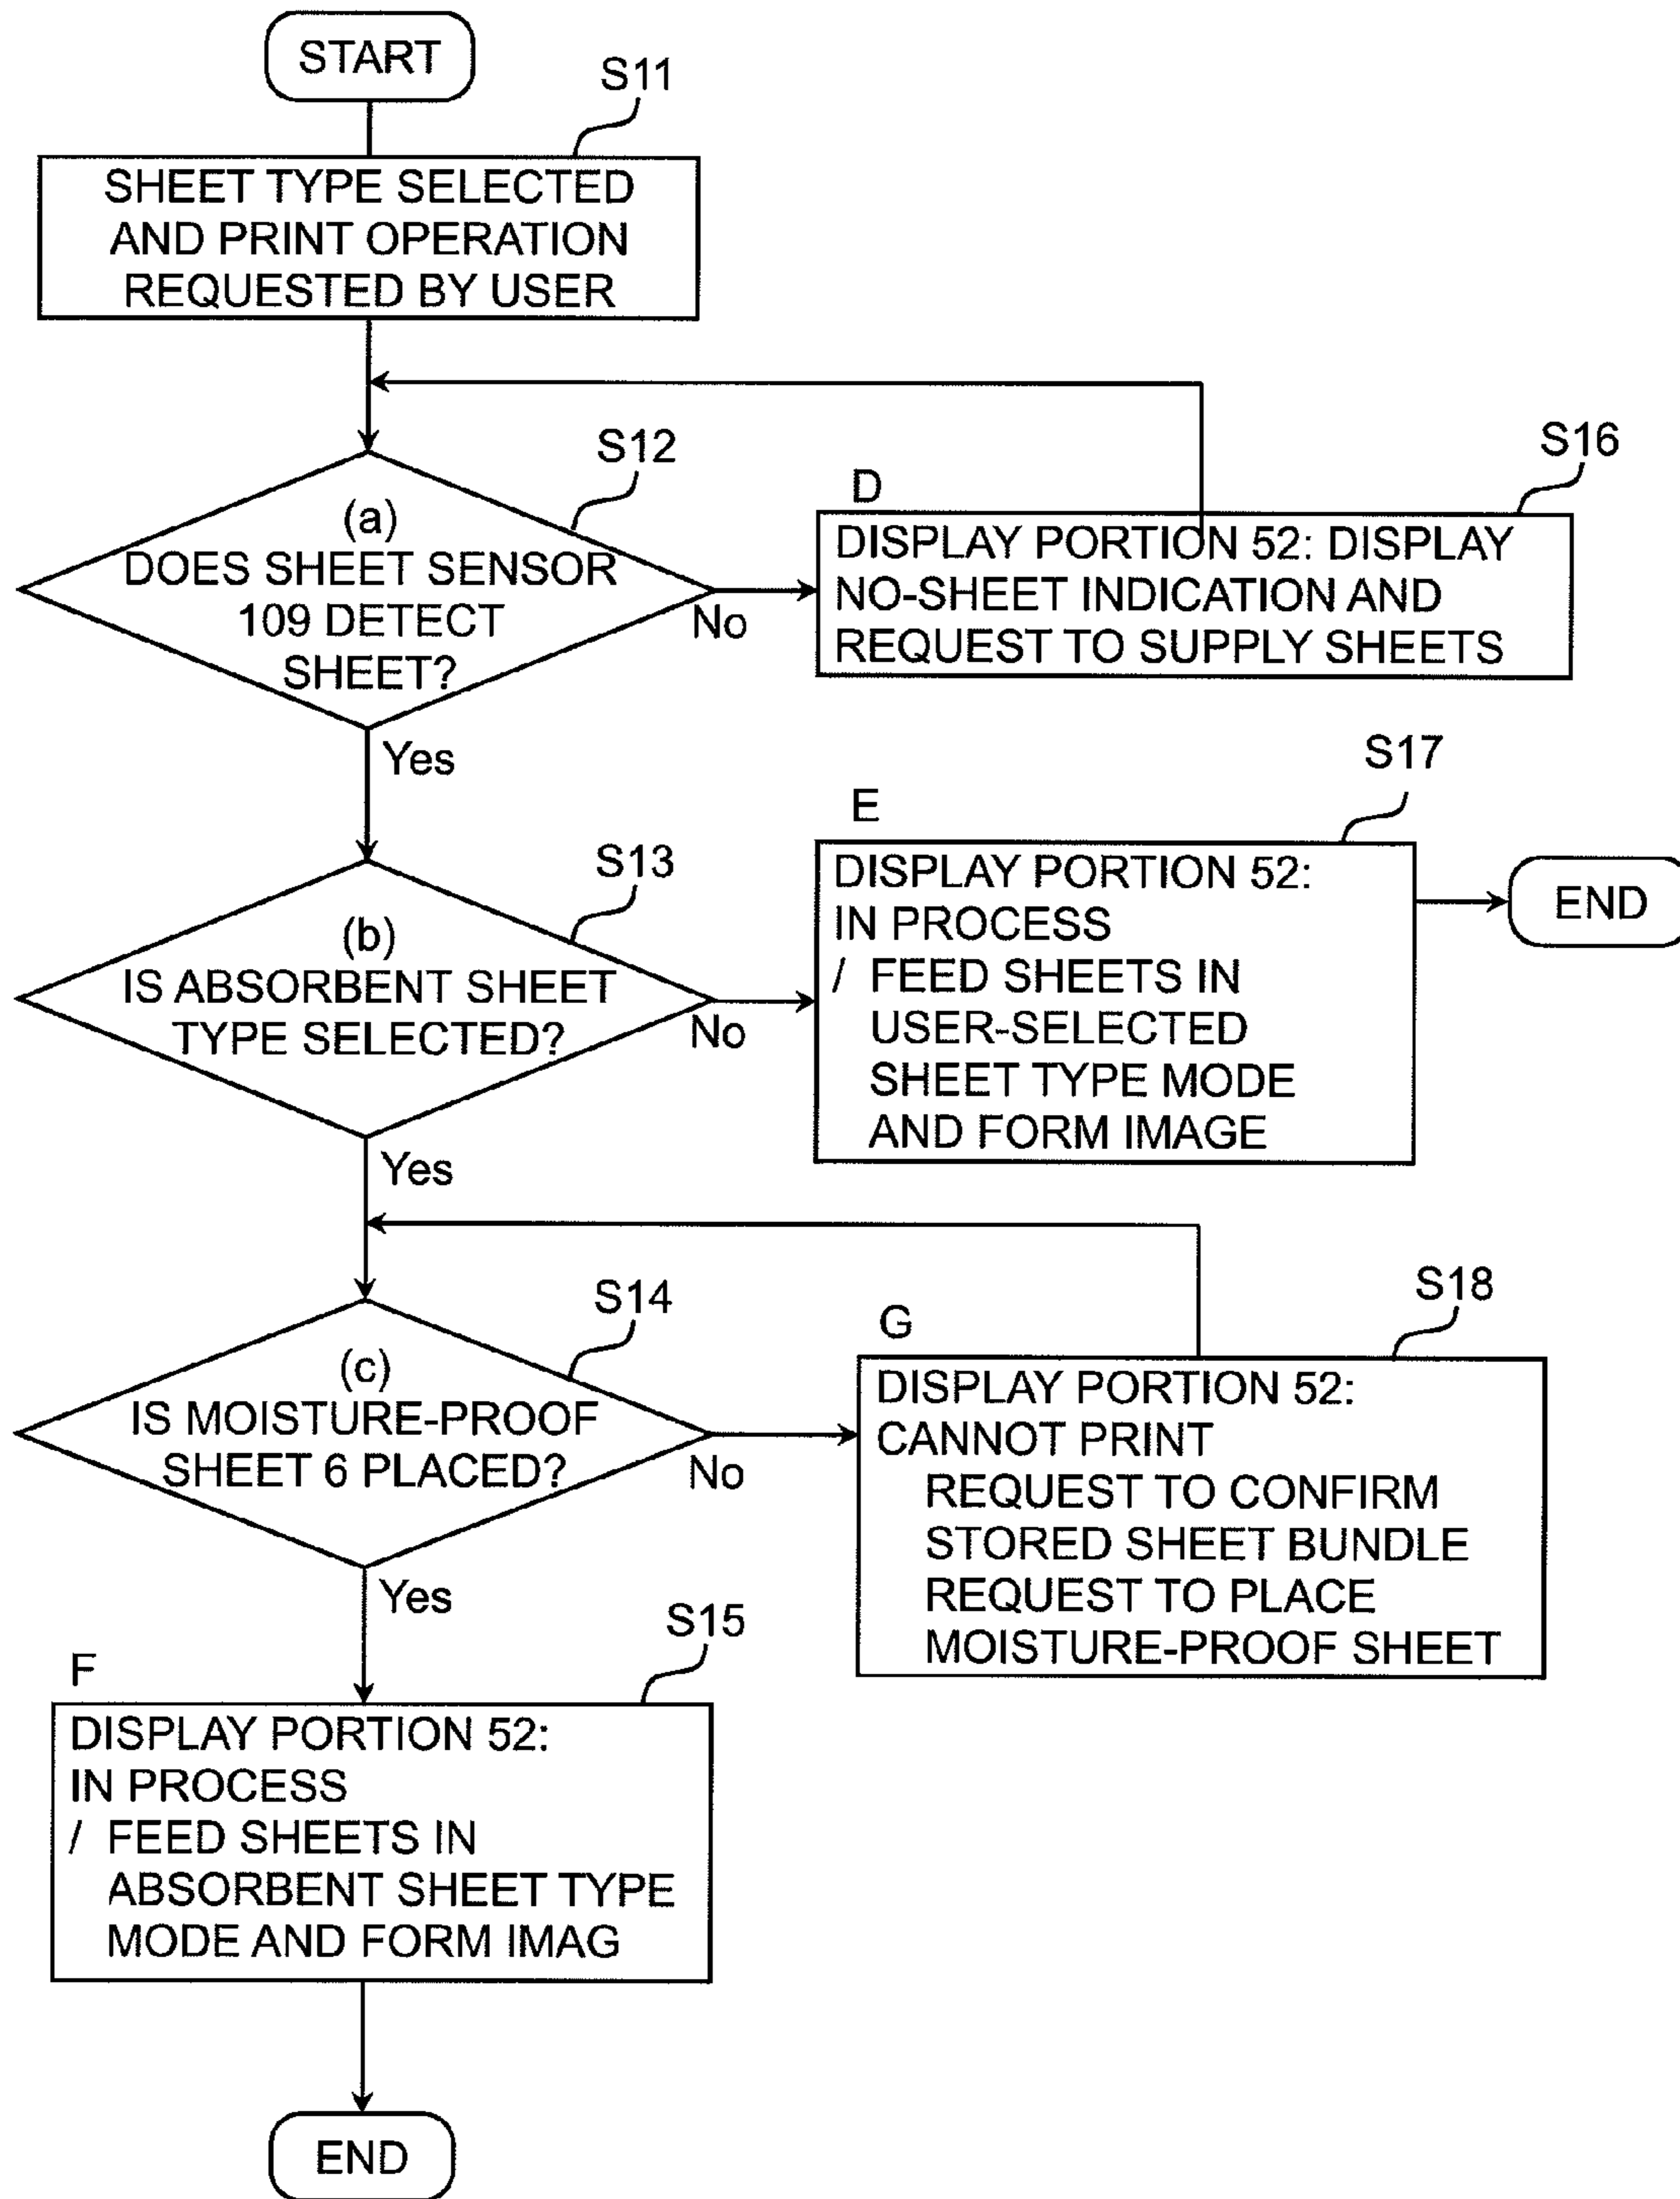 START
S11
SHEET TYPE SELECTED
AND PRINT OPERATION
REQUESTED BY USER
S12
(a)
DOES SHEET SENSOR
109 DETECT
SHEET?
No
Yes
S16
D
DISPLAY PORTION 52: DISPLAY
NO-SHEET INDICATION AND
REQUEST TO SUPPLY SHEETS
S13
(b)
IS ABSORBENT SHEET
TYPE SELECTED?
No
Yes
S17
E
DISPLAY PORTION 52:
IN PROCESS
/ FEED SHEETS IN
USER-SELECTED
SHEET TYPE MODE
AND FORM IMAGE
END
S14
(c)
IS MOISTURE-PROOF
SHEET 6 PLACED?
No
Yes
S18
G
DISPLAY PORTION 52:
CANNOT PRINT
REQUEST TO CONFIRM
STORED SHEET BUNDLE
REQUEST TO PLACE
MOISTURE-PROOF SHEET
S15
F
DISPLAY PORTION 52:
IN PROCESS
/ FEED SHEETS IN
ABSORBENT SHEET TYPE
MODE AND FORM IMAG
END